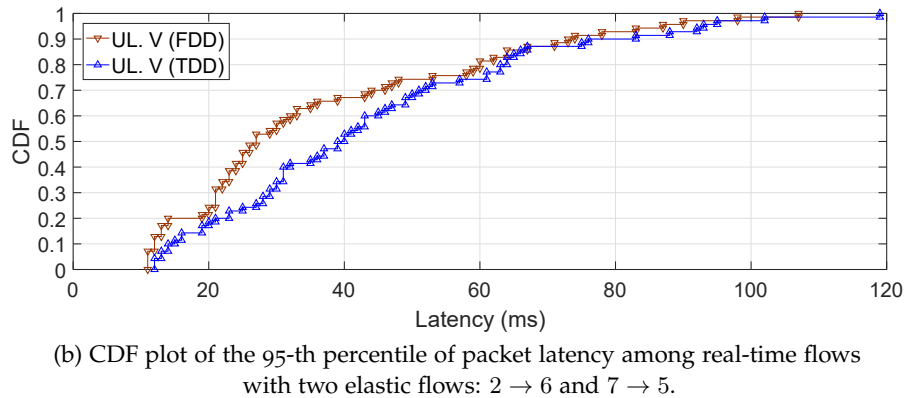 1
0.9
0.8
0.7
0.6
0.5
0.4
0.3
0.2
0.1
0
CDF
UL. V (FDD)
UL. V (TDD)
0 20 40 60 80 100 120
Latency (ms)
(b) CDF plot of the 95-th percentile of packet latency among real-time flows
with two elastic flows: 2 → 6 and 7 → 5.